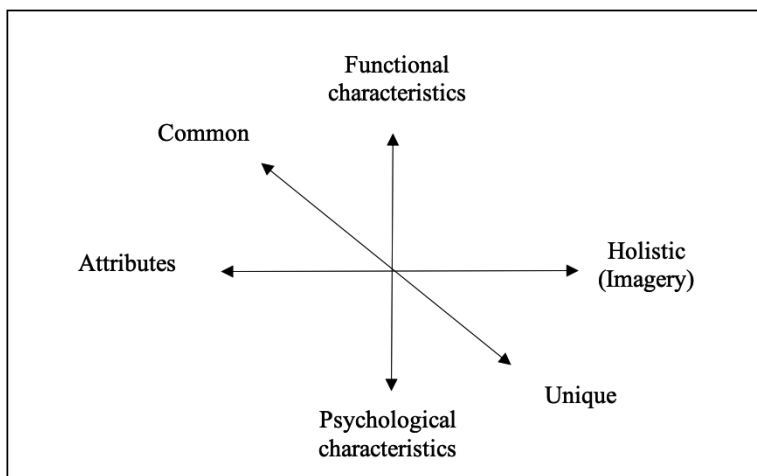 Functional
characteristics
Common
Attributes
Holistic
(Imagery)
Unique
Psychological
characteristics